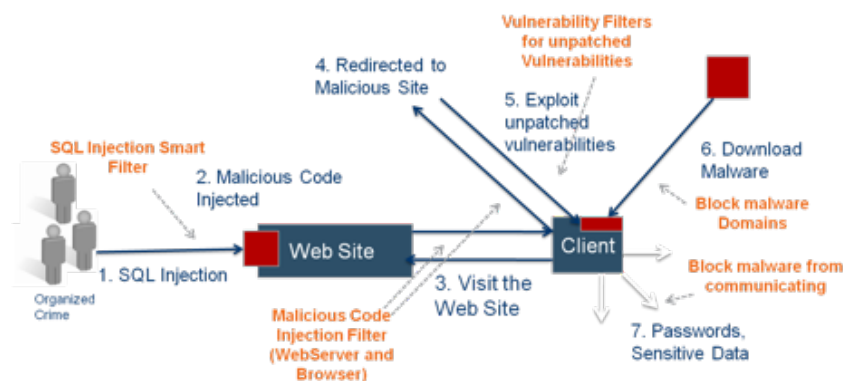 Vulnerability Filters
for unpatched
Vulnerabilities
4. Redirected to
Malicious Site
5. Exploit
unpatched
vulnerabilities
SQL Injection Smart
Filter
6. Download
Malware
2. Malicious Code
Injected
Block malware
Domains
Web Site
Client
1. SQL Injection
3. Visit the
Web Site
Block malware from
communicating
Organized
Crime
Malicious Code
Injection Filter
(WebServer and
Browser)
7. Passwords,
Sensitive Data